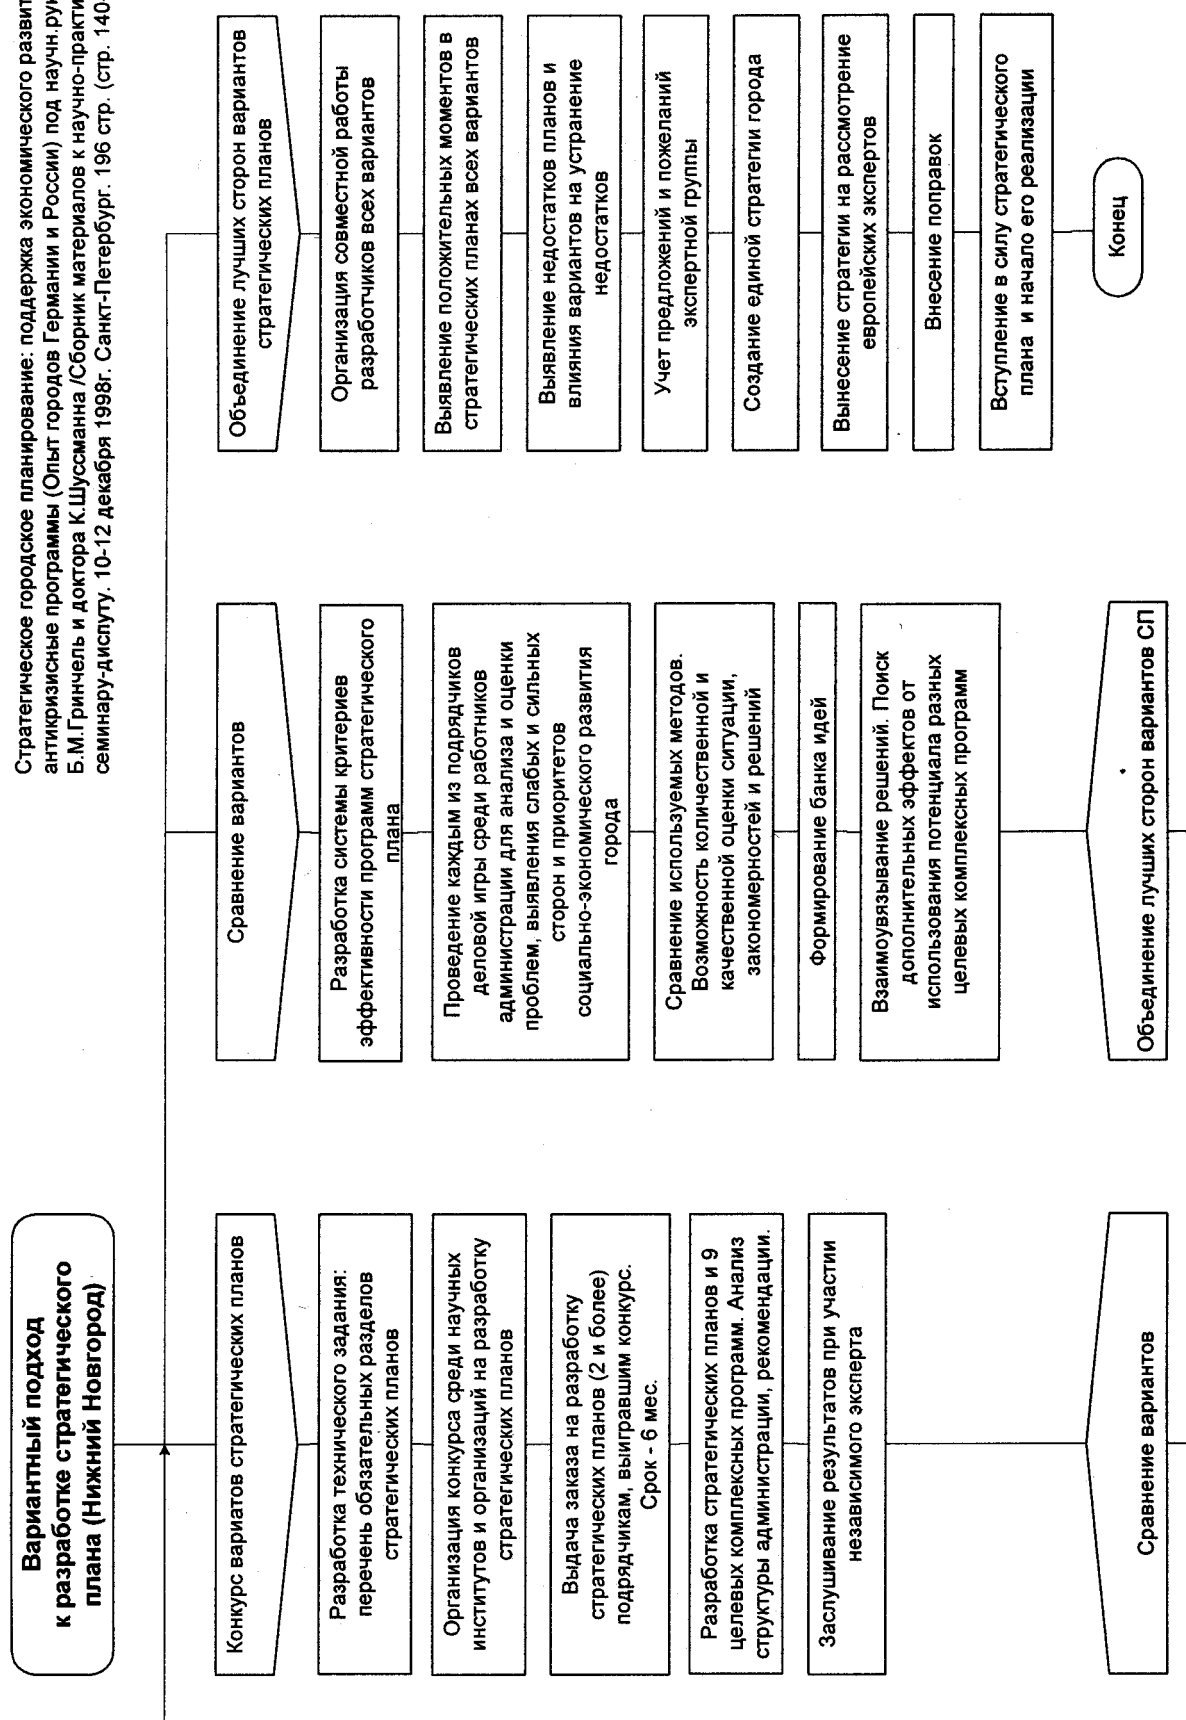 Вариантный подход
к разработке стратегического
плана (Нижний Новгород)
Стратегическое городское планирование: поддержка экономического
антикризисные программы (Опыт городов Германии и России) под
Б.М.Гринчель и доктора К.Шуссманна /Сборник материалов к
семинару-диспуту. 10-12 декабря 1998г. Санкт-Петербург. 196 стр. (стр. 140-
Конкурс вариатов стратегических планов
Разработка технического задания:
перечень обязательных разделов
стратегических планов
Организация конкурса среди научных
институтов и организаций на разработку
стратегических планов
Выдача заказа на разработку
стратегических планов (2 и более)
подрядчикам, выигравшим конкурс.
Срок - 6 мес.
Разработка стратегических планов и 9
целевых комплексных программ. Анализ
структуры администрации, рекомендации.
Заслушивание результатов при участии
независимого эксперта
Сравнение вариантов
Сравнение вариантов
Разработка системы критериев
эффективности программ стратегического
плана
Проведение каждым из подрядчиков
деловой игры среди работников
администрации для анализа и оценки
проблем, выявления слабых и сильных
сторон и приоритетов
социально-экономического развития
города
Сравнение используемых методов.
Возможность количественной и
качественной оценки ситуации,
закономерностей и решений
Формирование банка идей
Взаимоувязывание решений. Поиск
дополнительных эффектов от
использования потенциала разных
целевых комплексных программ
Объединение лучших сторон вариантов СП
Объединение лучших сторон вариантов
стратегических планов
Организация совместной работы
разработчиков всех вариантов
Выявление положительных моментов в
стратегических планах всех вариантов
Выявление недостатков планов и
влияния вариантов на устранение
недостатков
Учет предложений и пожеланий
экспертной группы
Создание единой стратегии города
Вынесение стратегии на рассмотрение
европейских экспертов
Внесение поправок
Вступление в силу стратегического
плана и начало его реализации
Конец